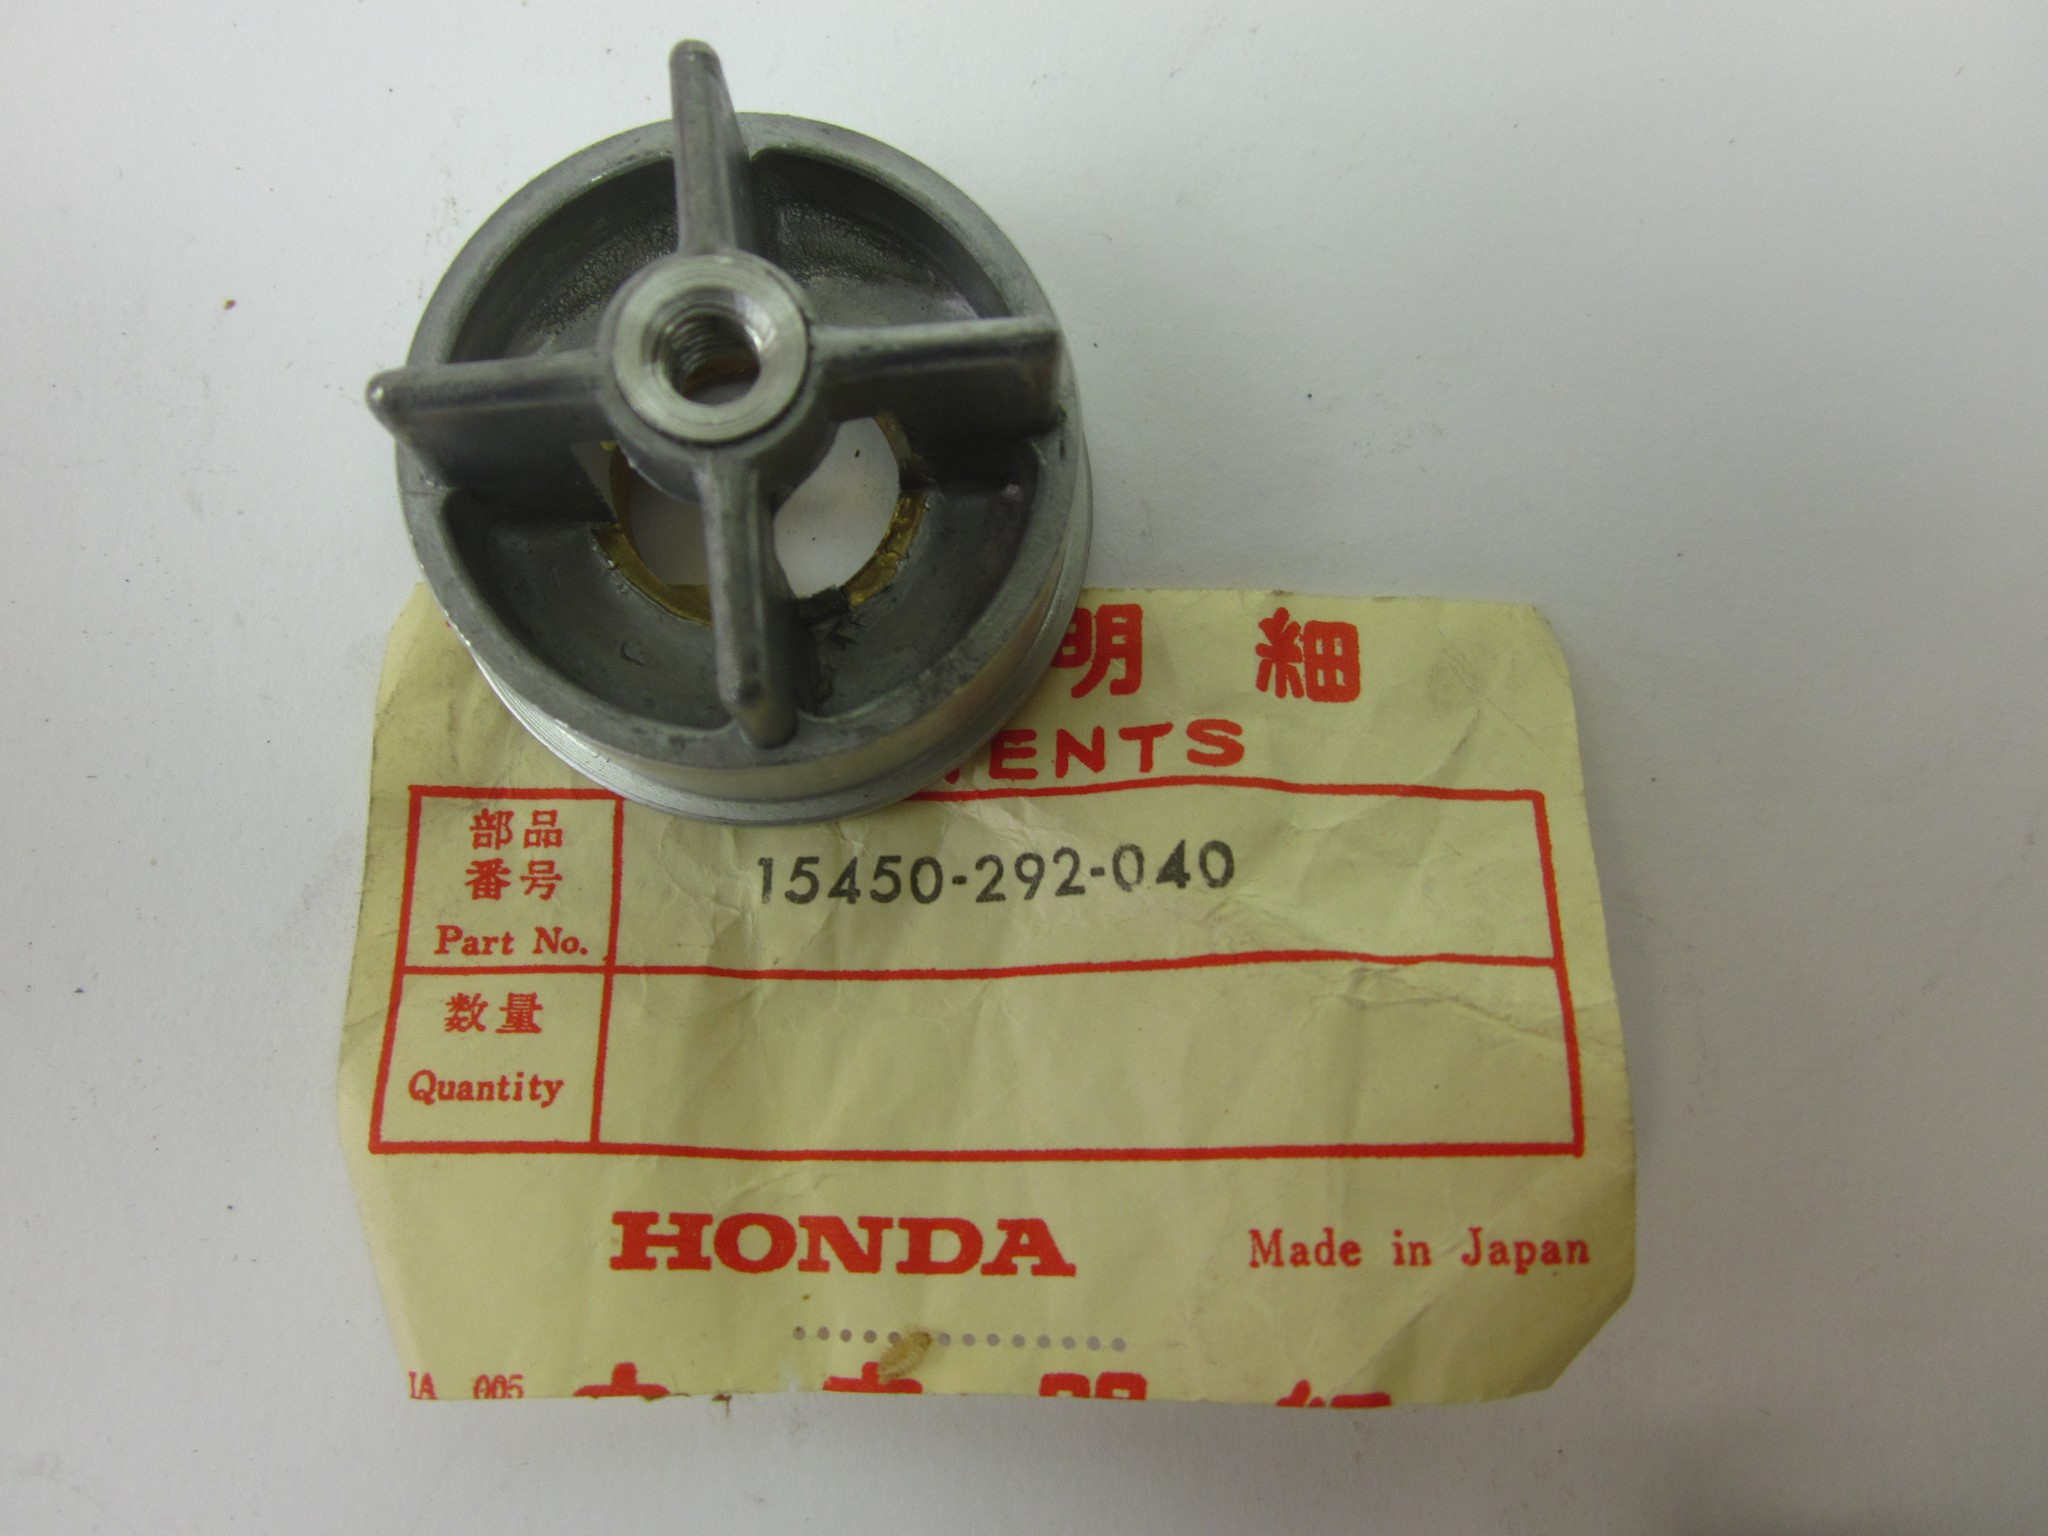 明 細
ENTS
部品
番号
Part No.
15450-292-040
数量
Quantity
HONDA
Made in Japan
005